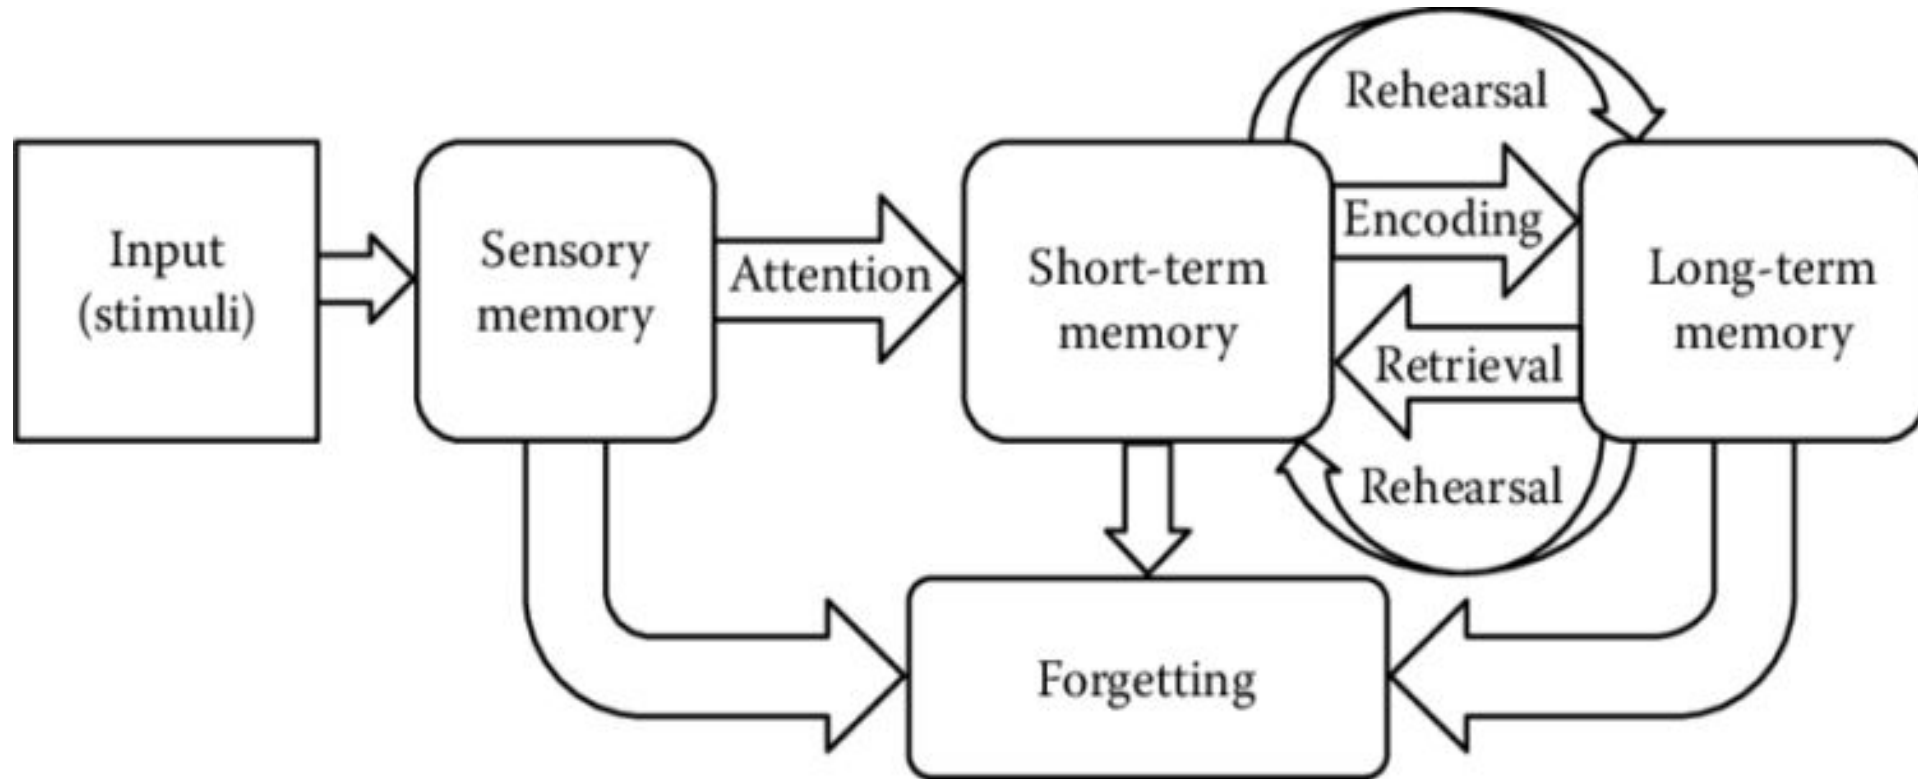 Rehearsal
Input
(stimuli)
Sensory
memory
Attention
Short-term
memory
Encoding
Retrieval
Long-term
memory
Rehearsal
Forgetting